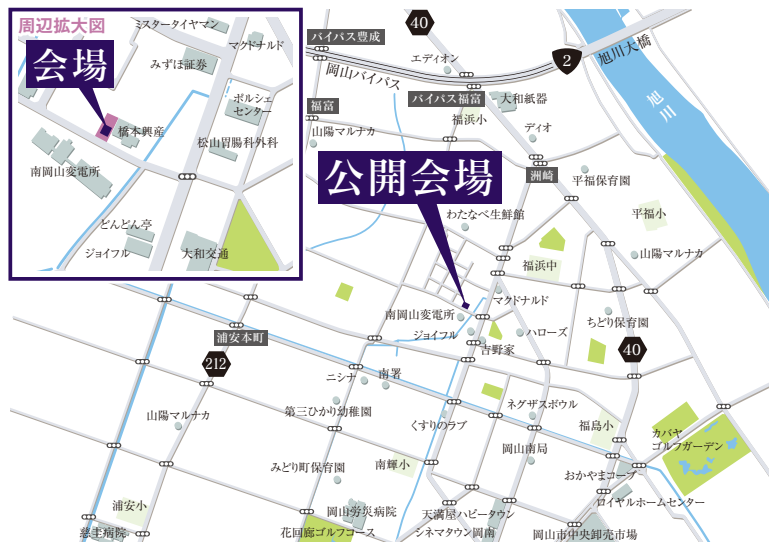 周辺拡大図
ミスタータイヤマン
マクドナルド
みずほ証券
会場
ポルシェ
センター
橋本興産
松山胃腸科外科
南岡山変電所
どんどん亭
ジョイフル
大和交通
40
バイパス豊成
エディオン
2
旭川大橋
岡山バイパス
バイパス福富
大和紙器
旭川
福富
福浜小
山陽マルナカ
ディオ
洲崎
公開会場
平福保育園
わたなべ生鮮館
平福小
福浜中
山陽マルナカ
マクドナルド
南岡山変電所
ちどり保育園
ジョイフル
ハローズ
浦安本町
吉野家
40
212
ニシナ
南署
第三ひかり幼稚園
ネグザスボウル
山陽マルナカ
くすりのラブ
福島小
カバヤ
ゴルフガーデン
岡山南局
みどり町保育園
南輝小
おかやまコープ
浦安小
岡山労災病院
天満屋ハピータウン
ロイヤルホームセンター
慈圭病院
花回廊ゴルフコース
シネマタウン岡南
岡山市中央卸売市場